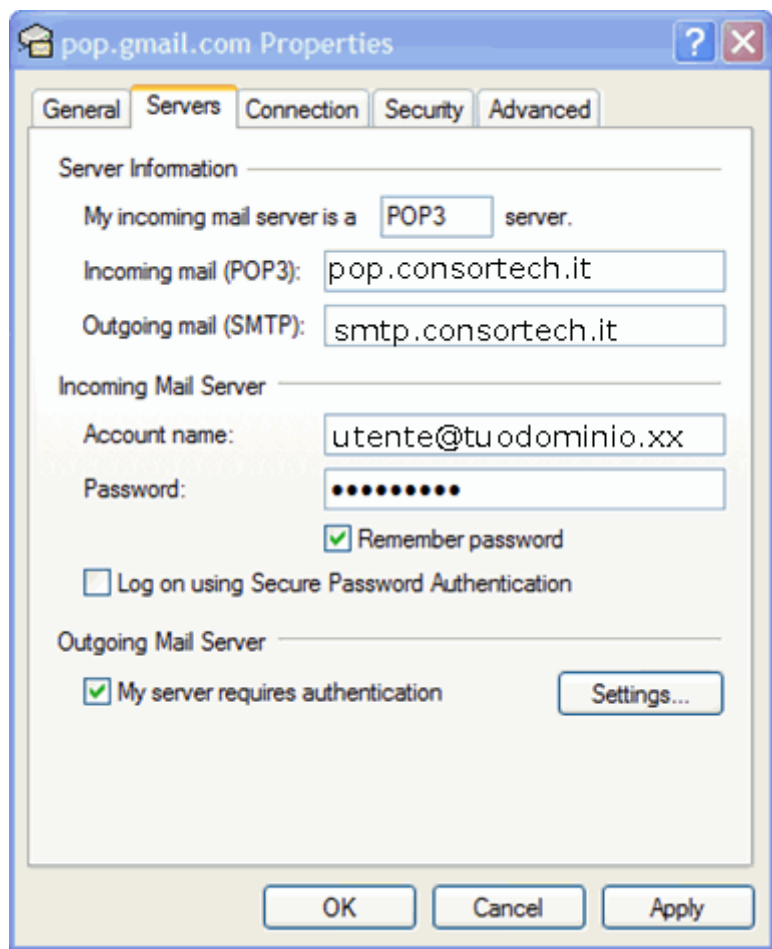 pop.gmail.com Properties
General Servers Connection Security Advanced
Server Information
My incoming mail server is a POP3 server.
Incoming mail (POP3): pop.consortech.it
Outgoing mail (SMTP): smtp.consortech.it
Incoming Mail Server
Account name: utente@tuodominio.xx
Password: •••••••••
Remember password
Log on using Secure Password Authentication
Outgoing Mail Server
My server requires authentication Settings...
OK Cancel Apply